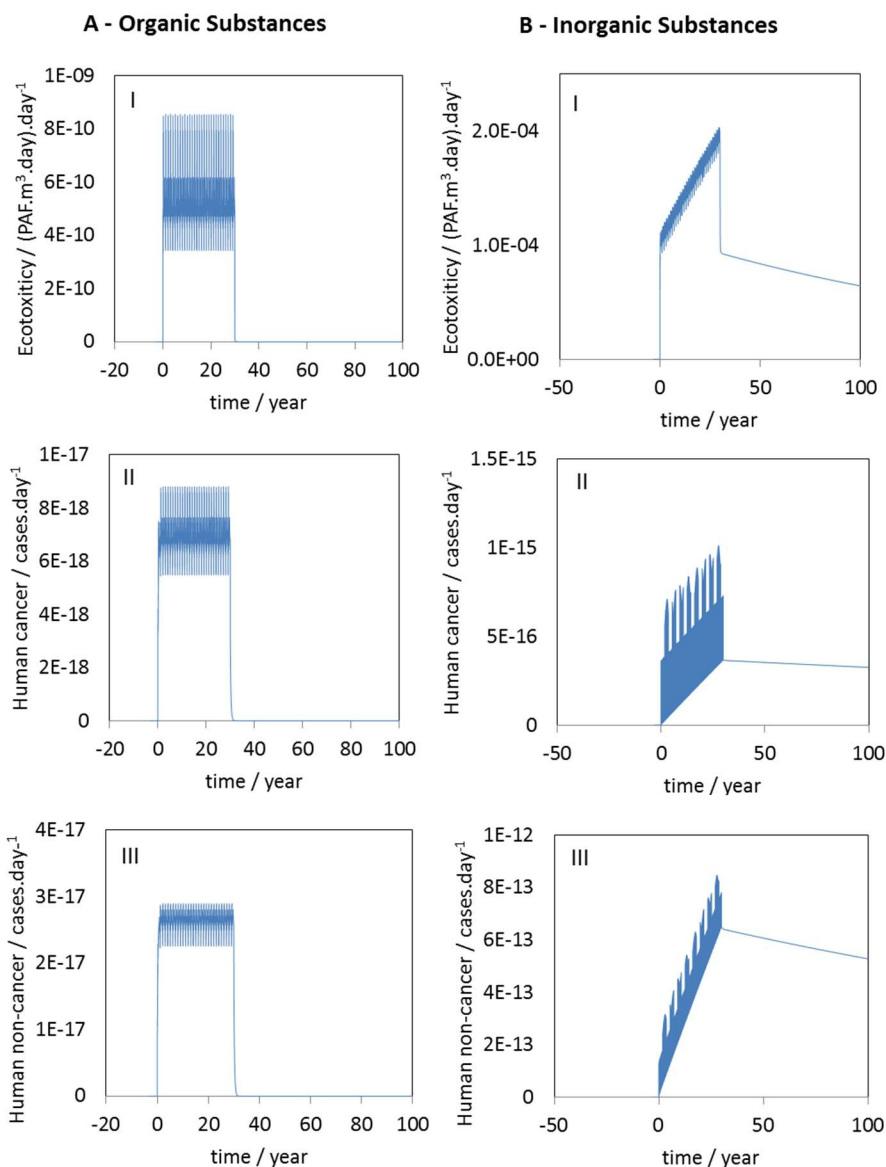 A - Organic Substances
B - Inorganic Substances
I
Ecotoxiticy / (PAF.m³.day).day⁻¹
1E-09
8E-10
6E-10
4E-10
2E-10
0
-20 0 20 40 60 80 100
time / year
I
Ecotoxiticy / (PAF.m³.day).day⁻¹
2.0E-04
1.0E-04
0.0E+00
-50 0 50 100
time / year
II
Human cancer / cases.day⁻¹
1E-17
8E-18
6E-18
4E-18
2E-18
0
-20 0 20 40 60 80 100
time / year
II
Human cancer / cases.day⁻¹
1.5E-15
1E-15
5E-16
0
-50 0 50 100
time / year
III
Human non-cancer / cases.day-¹
4E-17
3E-17
2E-17
1E-17
0
-20 0 20 40 60 80 100
time / year
III
Human non-cancer / cases.day⁻¹
1E-12
8E-13
6E-13
4E-13
2E-13
0
-50 0 50 100
time / year